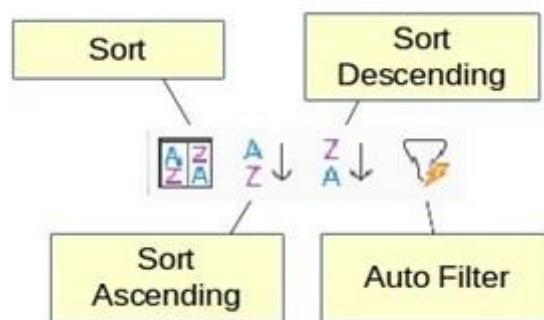 Sort
Sort
Descending
A Z
Z A
A
Z
Z
A
Sort
Ascending
Auto Filter